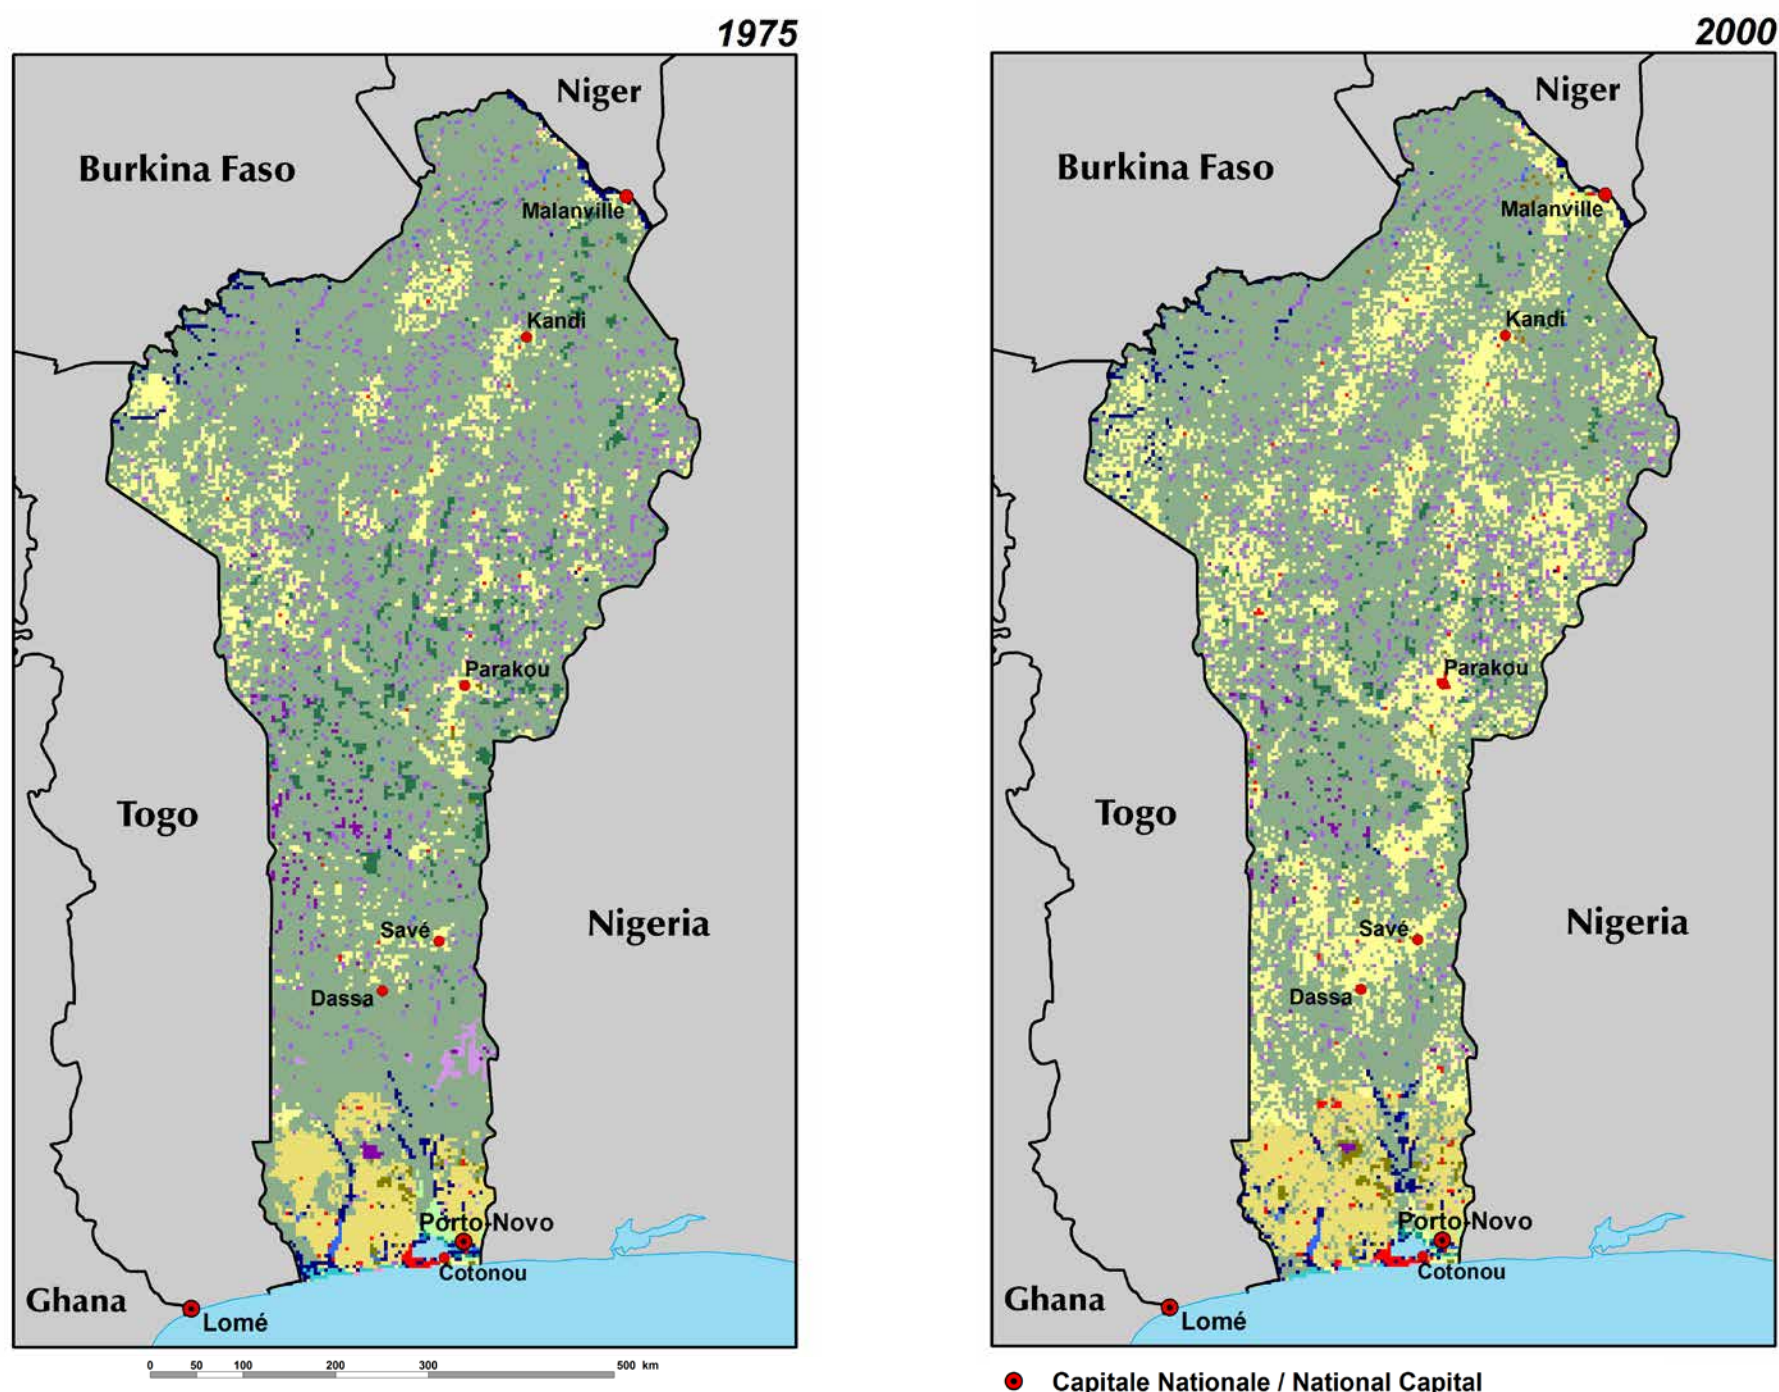 1975
Niger
Burkina Faso
Malanville
Kandi
Parakou
Togo
Nigeria
Savé
Dassa
Porto-Novo
Cotonou
Ghana
Lomé
0 50 100 200 300 500 km
2000
Niger
Burkina Faso
Malanville
Kandi
Parakou
Togo
Nigeria
Savé
Dassa
Porto-Novo
Cotonou
Ghana
Lomé
Capitale Nationale / National Capital